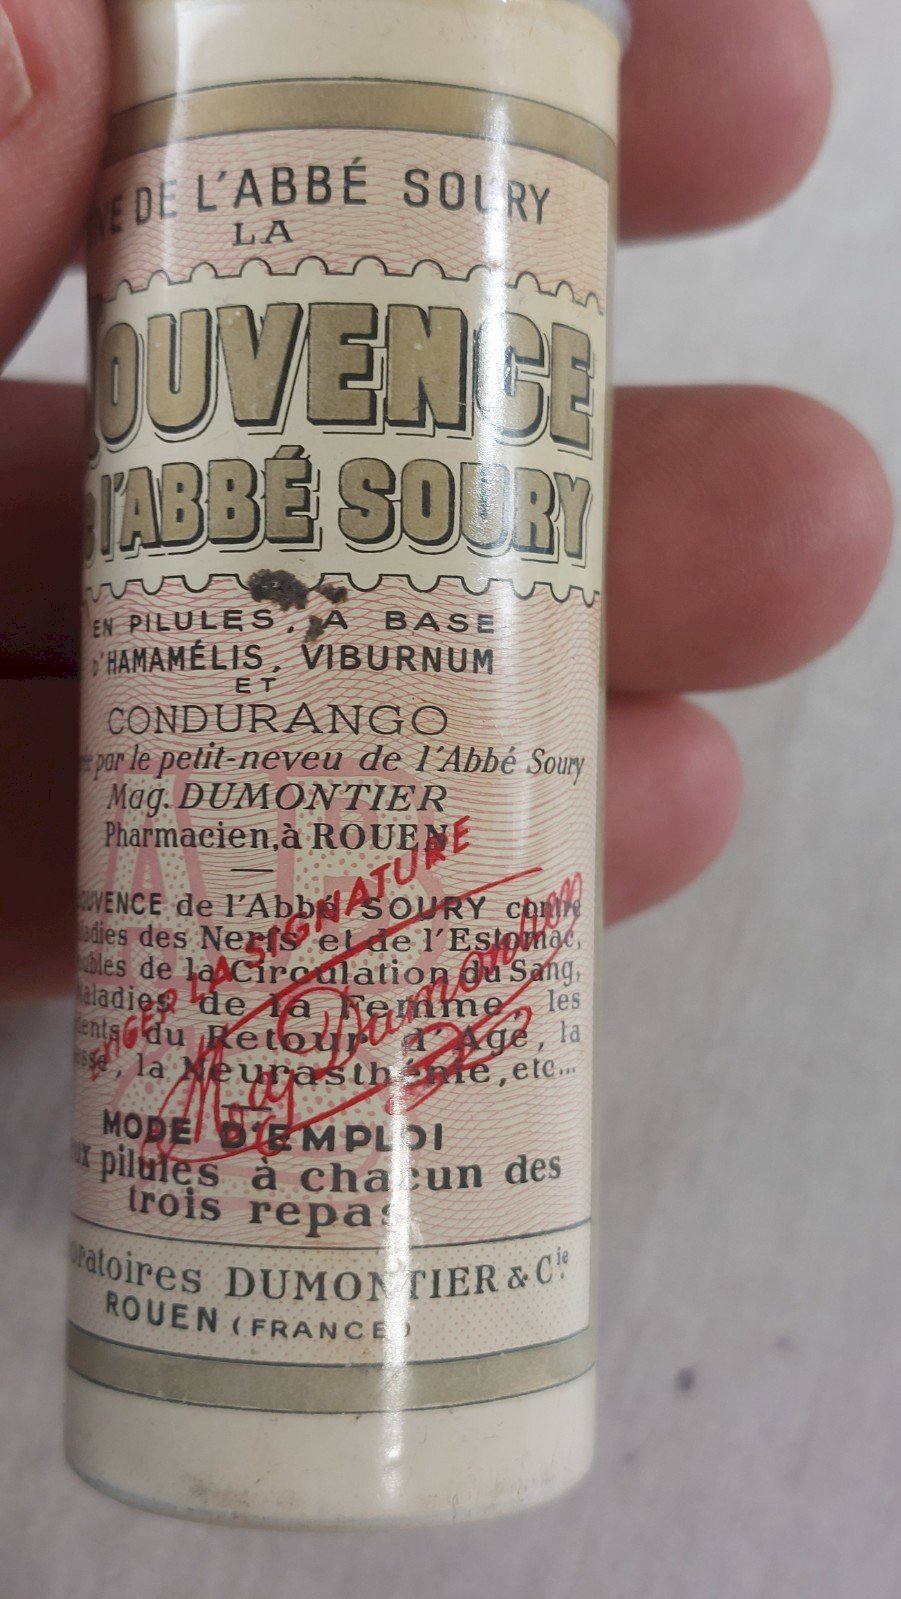 DE L'ABBÉ SOURY
LA
JOUVENCE
l'ABBÉ SOURY
EN PILULES, A BASE
D'HAMAMÉLIS, VIBURNUM
ET
CONDURANGO
par le petit-neveu de l'Abbé Soury
Mag. DUMONTIER
Pharmacien, à ROUEN
EXIGER LA SIGNATURE
Mag Dumontier
de l'Abbé SOURY contre
des Nerfs et de l'Estomac,
de la Circulation du Sang,
Maladies de la Femme, les
du Retour d'Age, la
la Neurasthénie, etc...
MODE D'EMPLOI
pilules à chacun des
trois repas
DUMONTIER & Cie.
ROUEN (FRANCE)